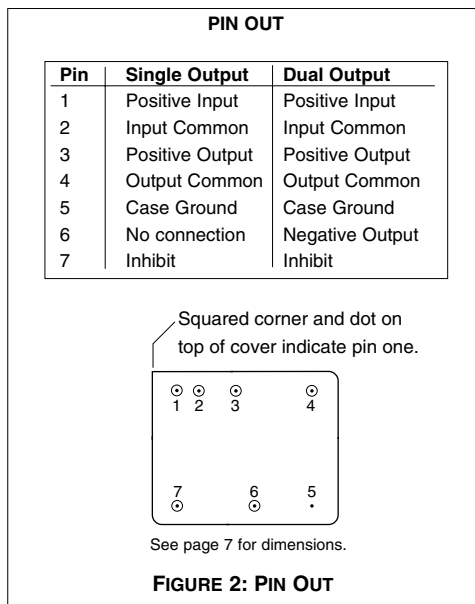 PIN OUT
Pin Single Output Dual Output
1 Positive Input Positive Input
2 Input Common Input Common
3 Positive Output Positive Output
4 Output Common Output Common
5 Case Ground Case Ground
6 No connection Negative Output
7 Inhibit Inhibit
Squared corner and dot on
top of cover indicate pin one.
1 2 3 4
7 6 5
See page 7 for dimensions.
FIGURE 2: PIN OUT